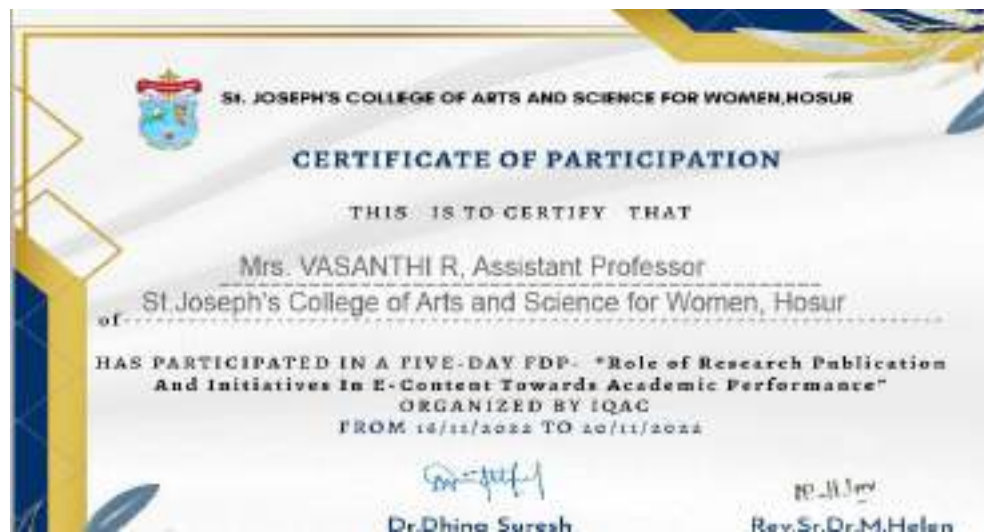 St. JOSEPH'S COLLEGE OF ARTS AND SCIENCE FOR WOMEN,HOSUR
CERTIFICATE OF PARTICIPATION
THIS IS TO CERTIFY THAT
Mrs. VASANTHI R, Assistant Professor
of St.Joseph's College of Arts and Science for Women, Hosur
HAS PARTICIPATED IN A FIVE-DAY FDP- "Role of Research Publication
And Initiatives In E-Content Towards Academic Performance"
ORGANIZED BY IQAC
FROM 16/11/2022 TO 20/11/2022
Dr.Dhina Suresh
Rev.Sr.Dr.M.Helen